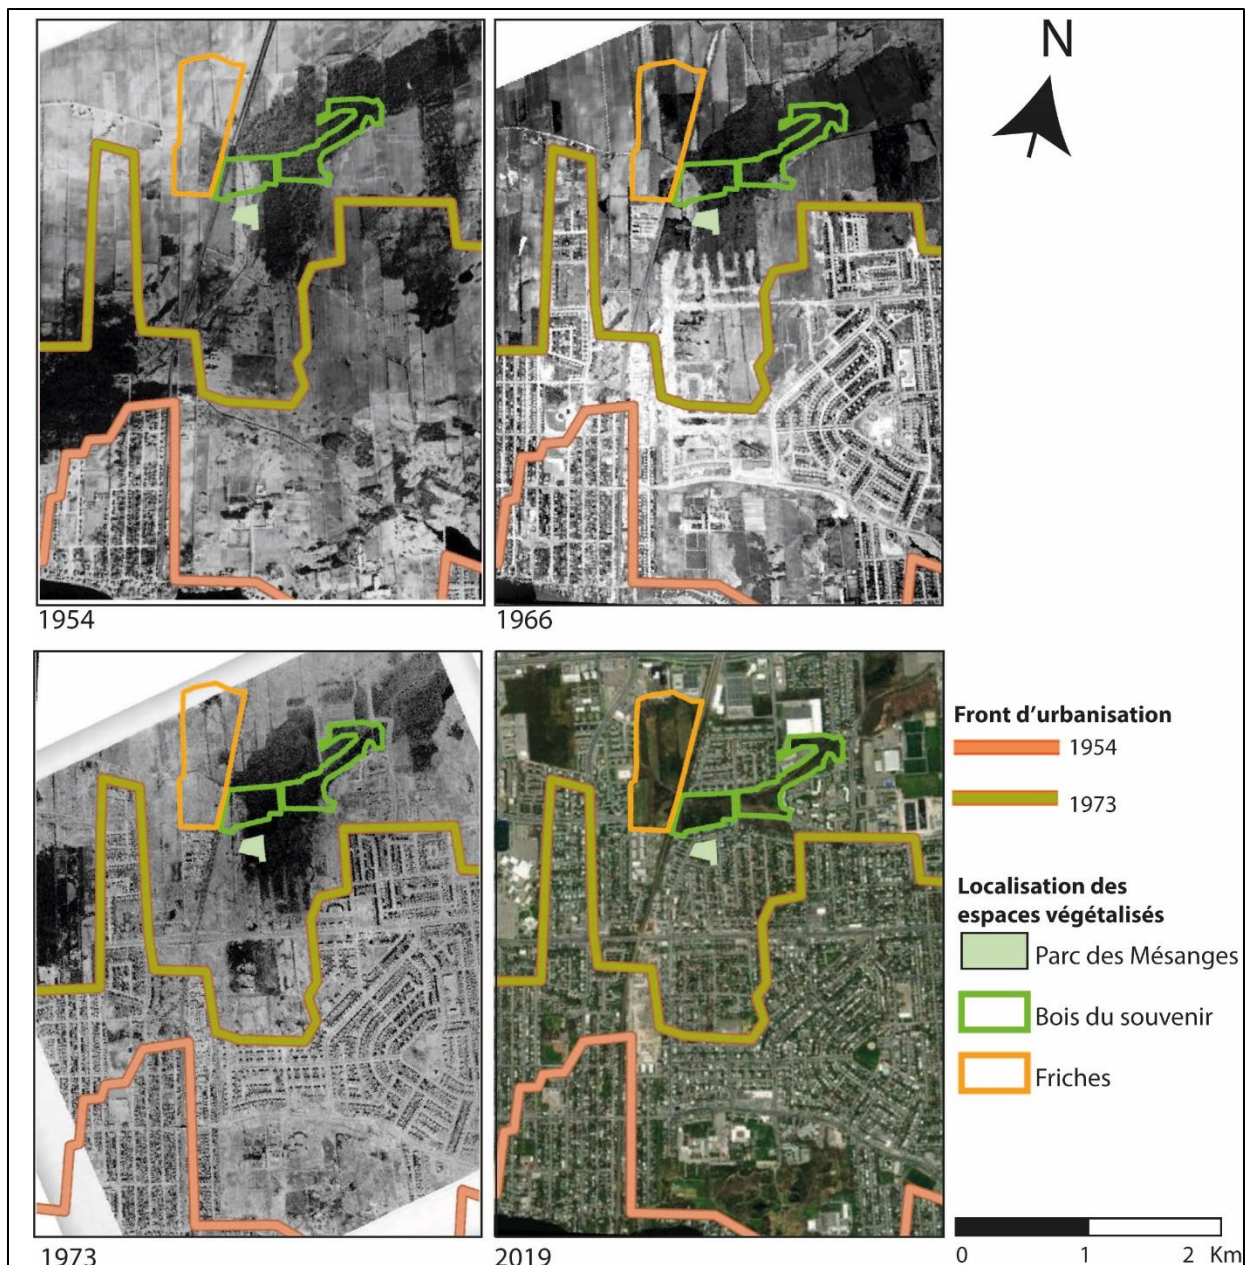 N
1954
1966
1973
2019
Front d’urbanisation
1954
1973
Localisation des
espaces végétalisés
Parc des Mésanges
Bois du souvenir
Friches
0 1 2 Km